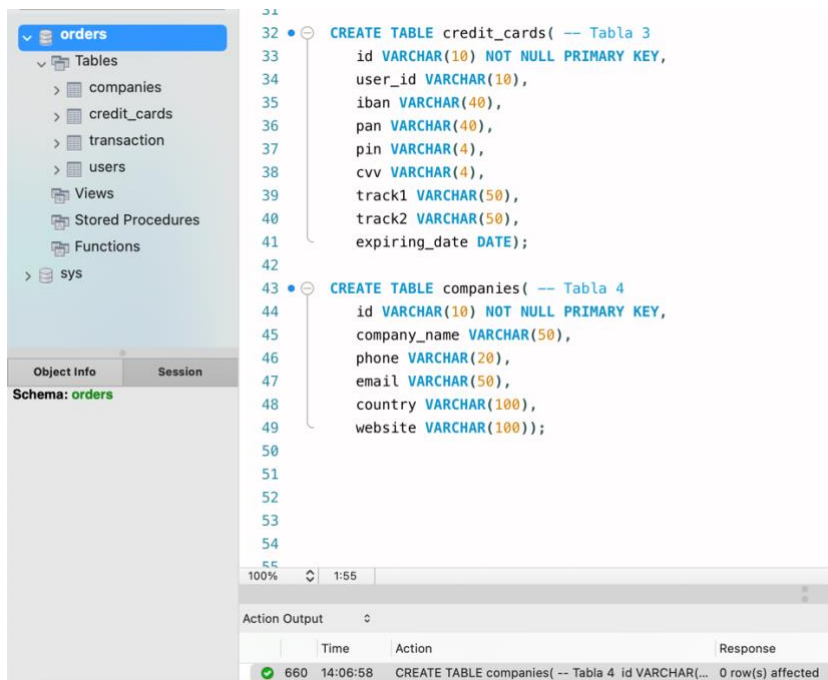 orders
Tables
companies
credit_cards
transaction
users
Views
Stored Procedures
Functions
sys
Object Info Session
Schema: orders
31
32 CREATE TABLE credit_cards( -- Tabla 3
33 id VARCHAR(10) NOT NULL PRIMARY KEY,
34 user_id VARCHAR(10),
35 iban VARCHAR(40),
36 pan VARCHAR(40),
37 pin VARCHAR(4),
38 cvv VARCHAR(4),
39 track1 VARCHAR(50),
40 track2 VARCHAR(50),
41 expiring_date DATE);
42
43 CREATE TABLE companies( -- Tabla 4
44 id VARCHAR(10) NOT NULL PRIMARY KEY,
45 company_name VARCHAR(50),
46 phone VARCHAR(20),
47 email VARCHAR(50),
48 country VARCHAR(100),
49 website VARCHAR(100));
50
51
52
53
54
55
100% 1:55
Action Output
Time Action Response
660 14:06:58 CREATE TABLE companies( -- Tabla 4 id VARCHAR(... 0 row(s) affected